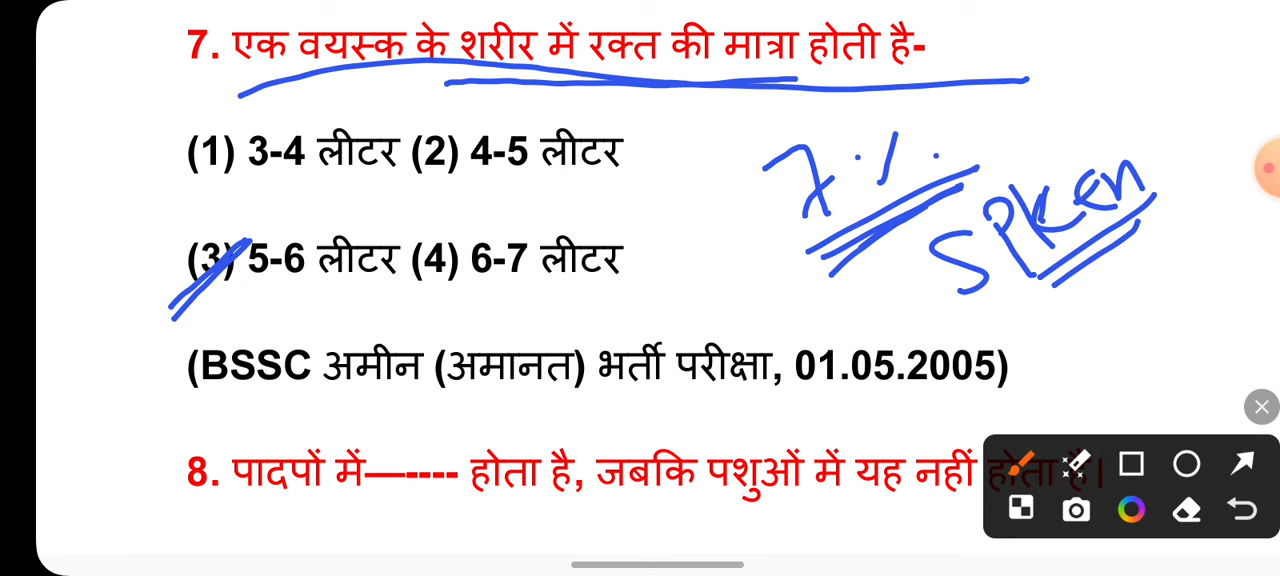 7. एक वयस्क के शरीर में रक्त की मात्रा होती है-
(1) 3-4 लीटर (2) 4-5 लीटर
7%
(3) 5-6 लीटर (4) 6-7 लीटर
(BSSC अमीन (अमानत) भर्ती परीक्षा, 01.05.2005)
8. पादपों में—---- होता है, जबकि पशुओं में यह नहीं होता है।